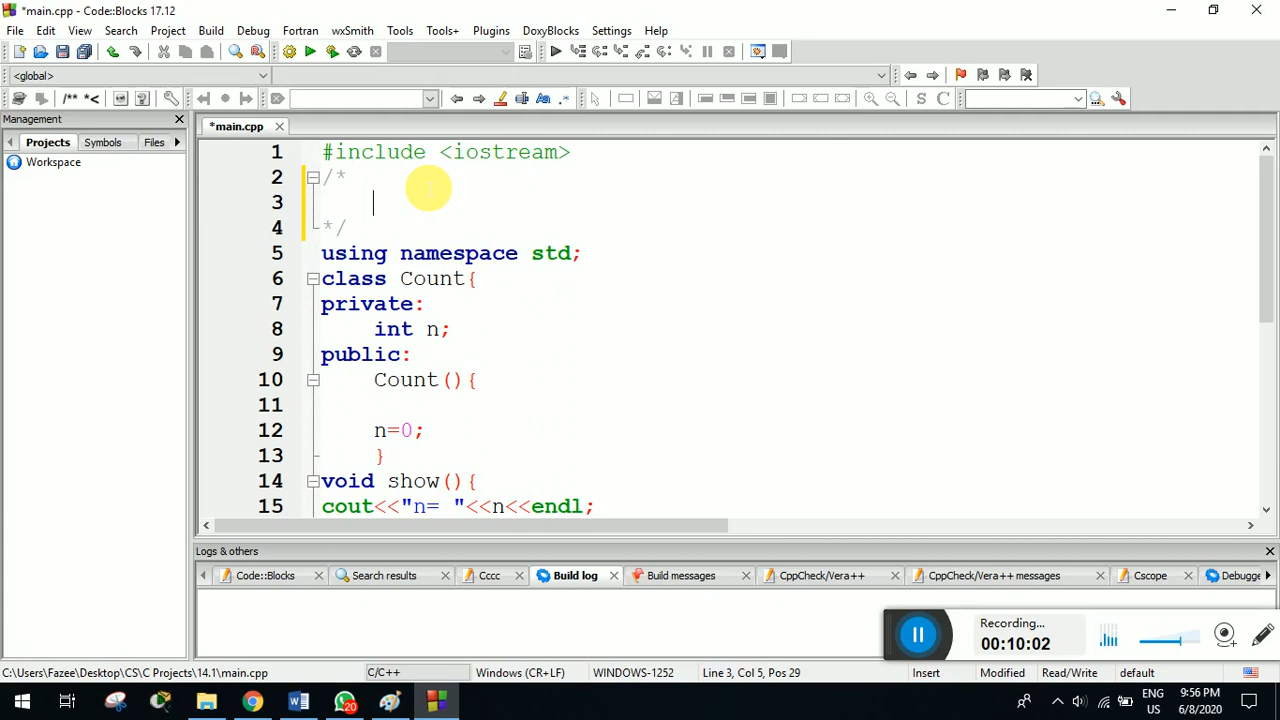 *main.cpp - Code::Blocks 17.12
File Edit View Search Project Build Debug Fortran wxSmith Tools Tools+ Plugins DoxyBlocks Settings Help
<global>
/** *<
S C
Management
Projects Symbols Files
Workspace
*main.cpp
1 #include <iostream>
2 /*
3
4 */
5 using namespace std;
6 class Count{
7 private:
8 int n;
9 public:
10 Count(){
11
12 n=0;
13 }
14 void show(){
15 cout<<"n= "<<n<<endl;
Logs & others
Code::Blocks Search results Cccc Build log Build messages CppCheck/Vera++ CppCheck/Vera++ messages Cscope Debugge
Recording...
00:10:02
C:\Users\Fazee\Desktop\CS\C Projects\14.1\main.cpp C/C++ Windows (CR+LF) WINDOWS-1252 Line 3, Col 5, Pos 29 Insert Modified Read/Write default
20
ENG
US
9:56 PM
6/8/2020